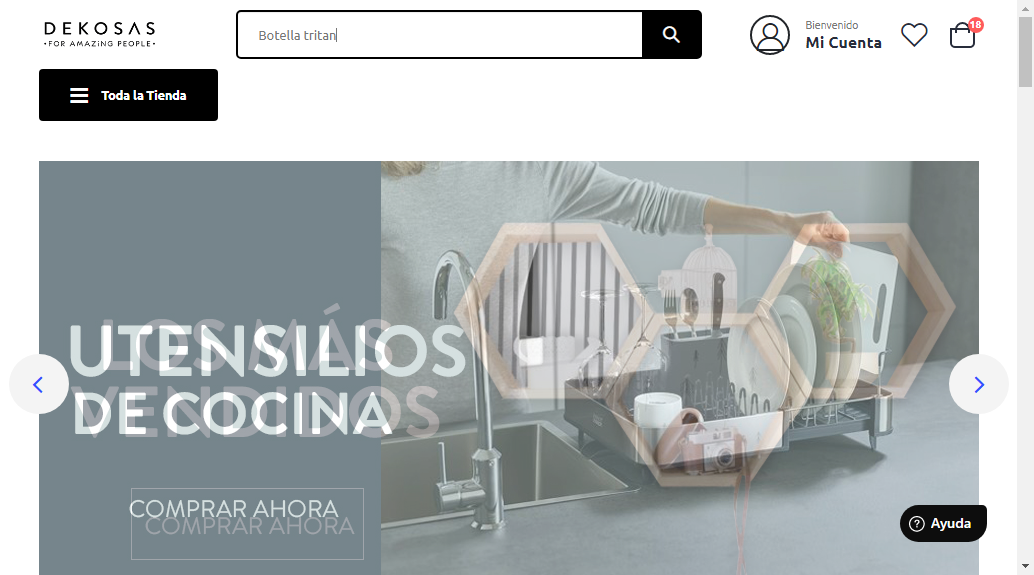 DEKOSAS
•FOR AMAZING PEOPLE•
Botella tritan
Bienvenido
Mi Cuenta
18
Toda la Tienda
UTENSILIOS
DE COCINA
LOS MÁS
VENDIDOS
COMPRAR AHORA
COMPRAR AHORA
Ayuda